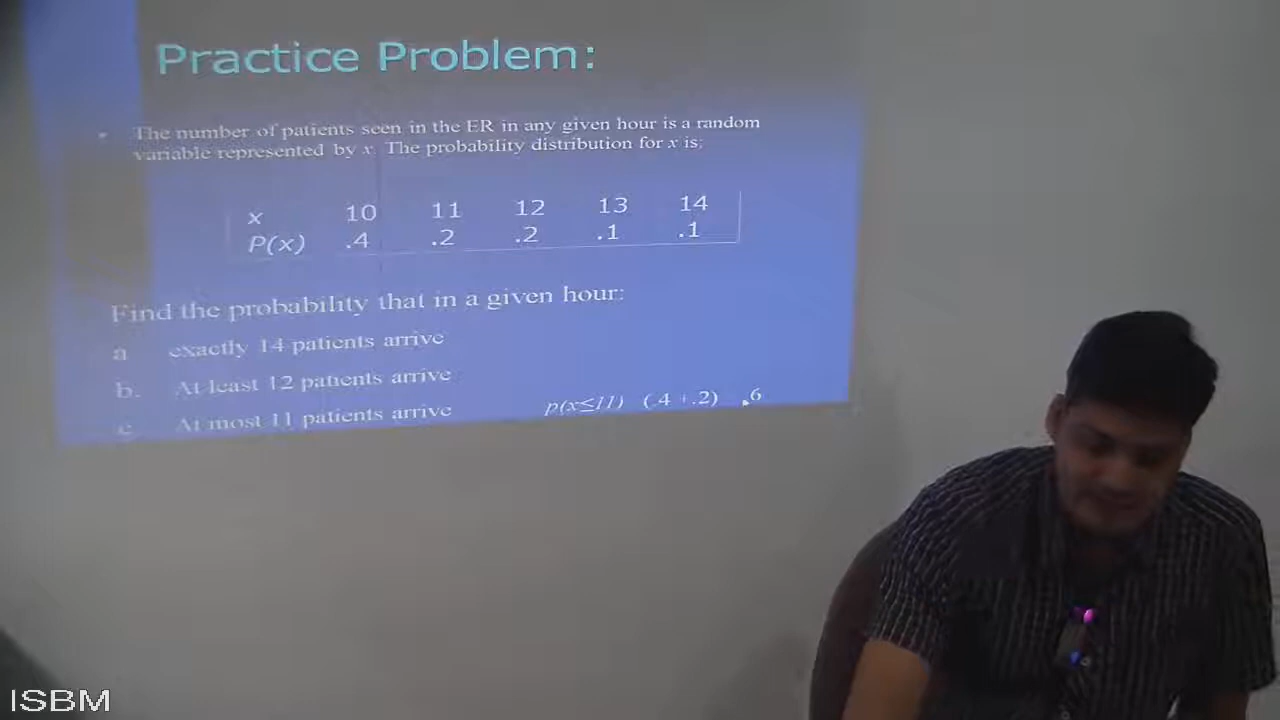 Practice Problem:
The number of patients seen in the ER in any given hour is a random
variable represented by x. The probability distribution for x is:
x 10 11 12 13 14
P(x) .4 .2 .2 .1 .1
Find the probability that in a given hour:
a exactly 14 patients arrive
b. At least 12 patients arrive
c At most 11 patients arrive p(x≤11) (.4 +.2) .6
ISBM